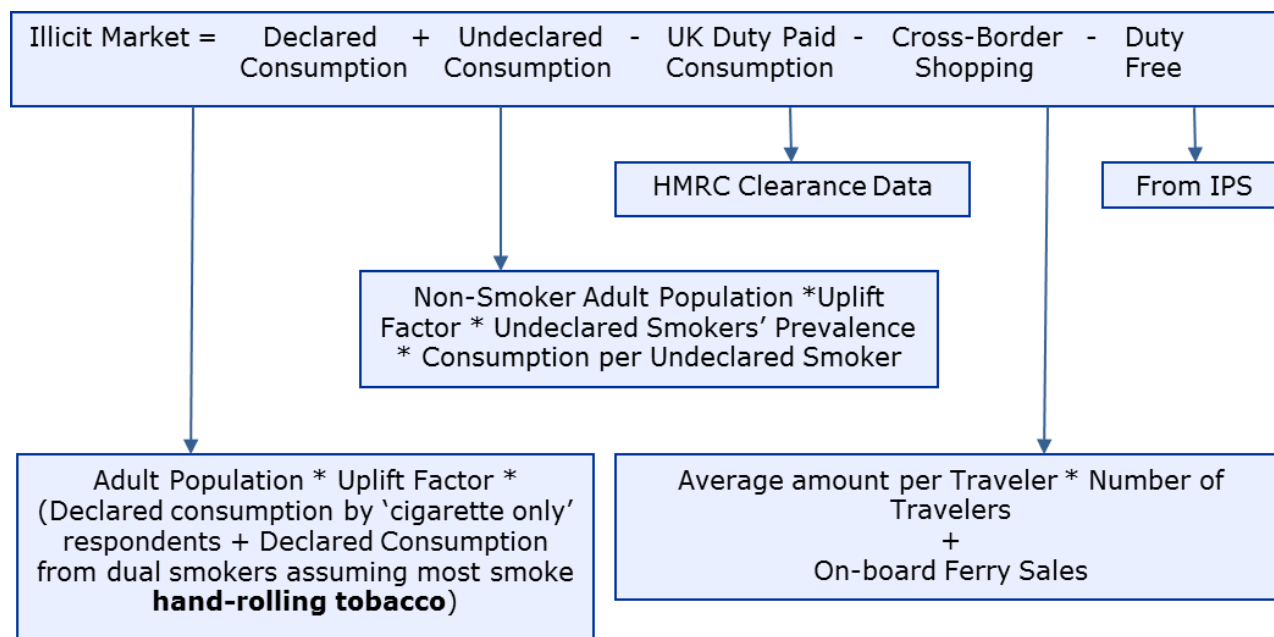 Illicit Market = Declared + Undeclared - UK Duty Paid - Cross-Border - Duty
Consumption Consumption Consumption Shopping Free
HMRC Clearance Data
From IPS
Non-Smoker Adult Population *Uplift
Factor * Undeclared Smokers’ Prevalence
* Consumption per Undeclared Smoker
Adult Population * Uplift Factor *
(Declared consumption by ‘cigarette only’
respondents + Declared Consumption
from dual smokers assuming most smoke
hand-rolling tobacco)
Average amount per Traveler * Number of
Travelers
+
On-board Ferry Sales